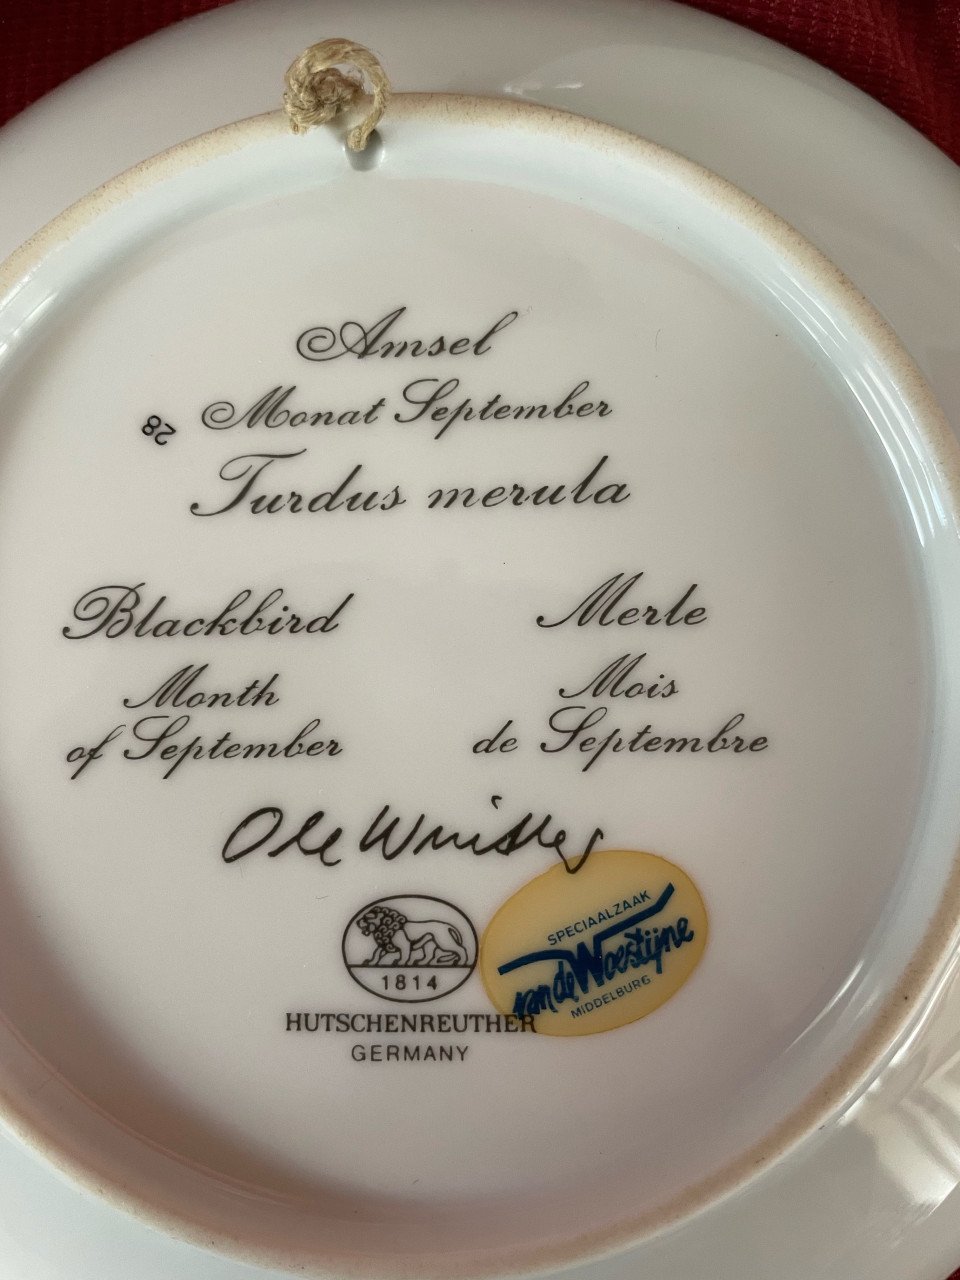 Amsel
Monat September
28
Turdus merula
Blackbird
Month
of September
Merle
Mois
de Septembre
Ole Winther
1814
HUTSCHENREUTHER
GERMANY
SPECIAALZAAK
van de Woestijne
MIDDELBURG